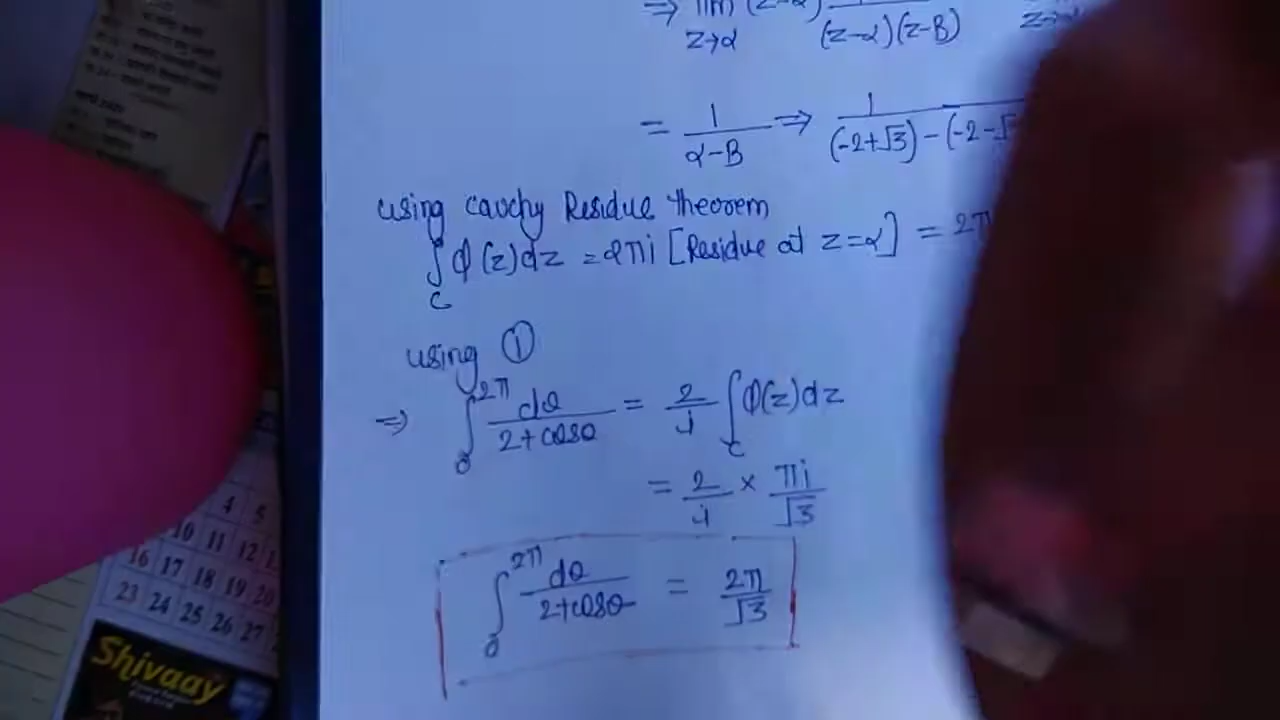 ⇒ lim (z-α) 1
z→α (z-α)(z-β) z→α
= 1/(α-β) ⇒ 1/((-2+√3)-(-2-√
using cauchy Residue theorem
∫_C Φ(z)dz = 2πi [Residue at z=α] = 2π
using ①
⇒ ∫_0^{2π} dθ/(2+cosθ) = 2/i ∫_C Φ(z)dz
= 2/i × πi/√3
∫_0^{2π} dθ/(2+cosθ) = 2π/√3
4 5
10 11 12
16 17 18 19 20
23 24 25 26 27
Shivaay